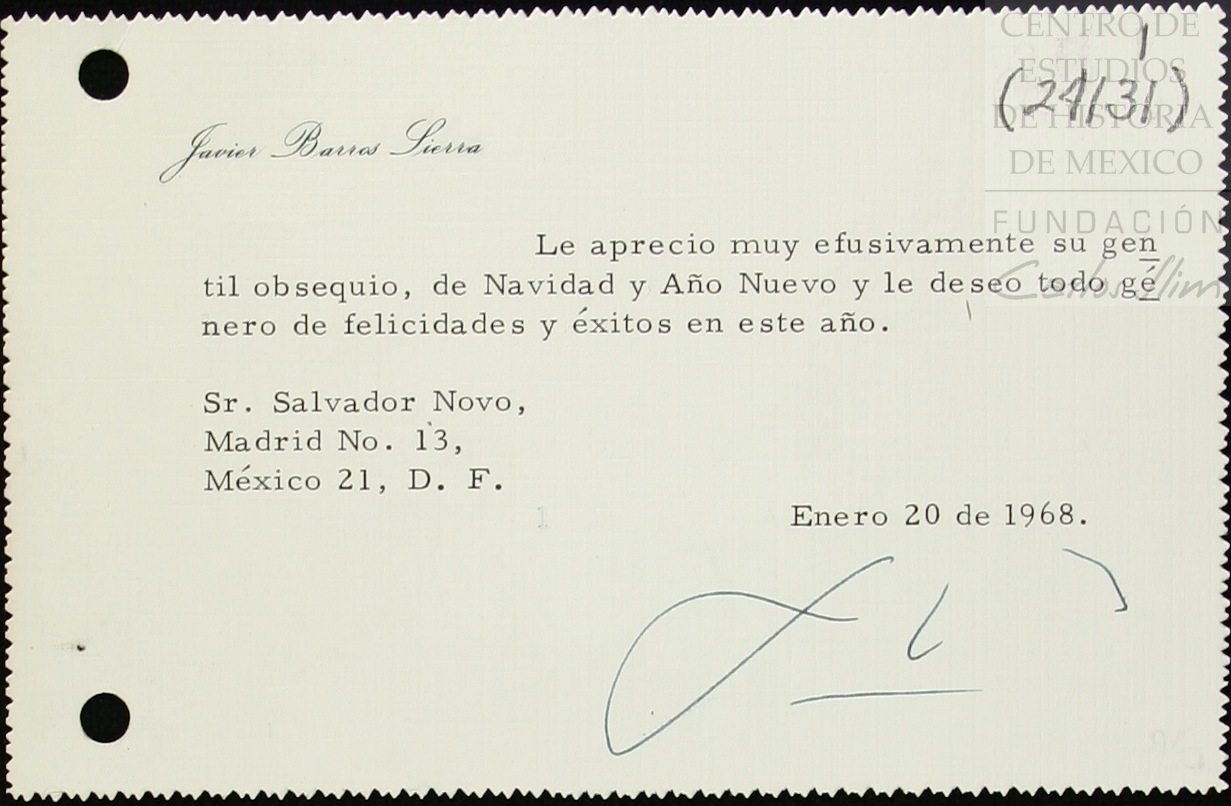 CENTRO DE
ESTUDIOS
DE HISTORIA
DE MEXICO
FUNDACIÓN
Carlos Slim
1
(24131)
Javier Barros Sierra
Le aprecio muy efusivamente su gen
til obsequio, de Navidad y Año Nuevo y le deseo todo gé
nero de felicidades y éxitos en este año.
Sr. Salvador Novo,
Madrid No. 13,
México 21, D. F.
Enero 20 de 1968.